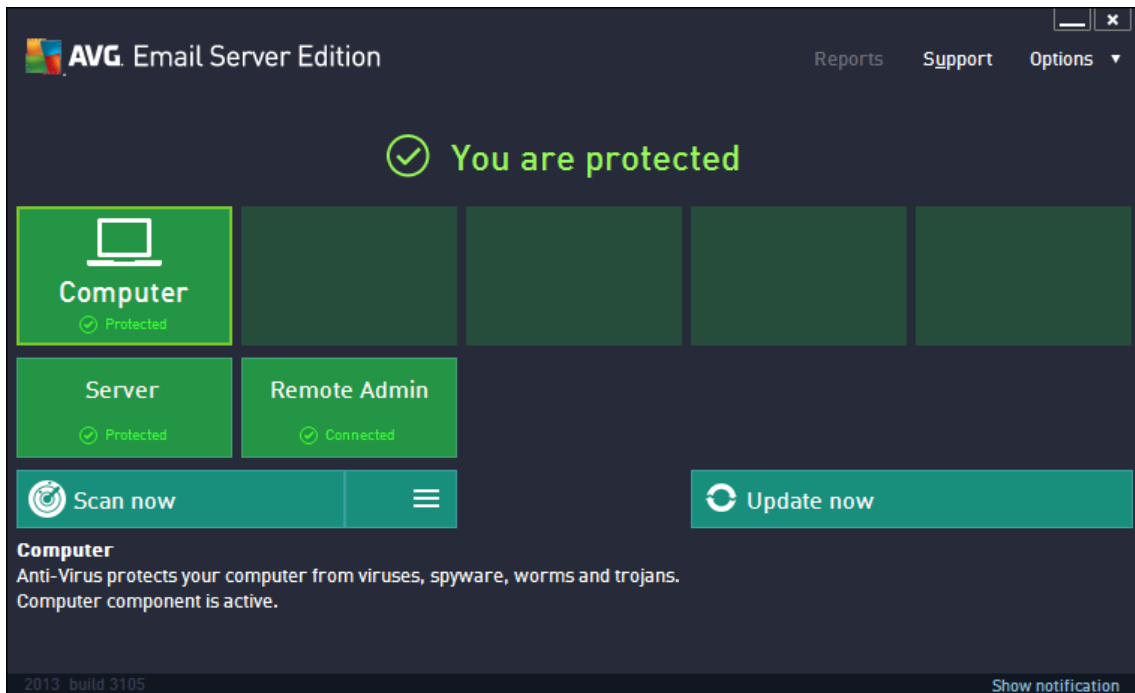 AVG. Email Server Edition
Reports Support Options
You are protected
Computer
Protected
Server
Protected
Remote Admin
Connected
Scan now
Update now
Computer
Anti-Virus protects your computer from viruses, spyware, worms and trojans.
Computer component is active.
2013 build 3105
Show notification